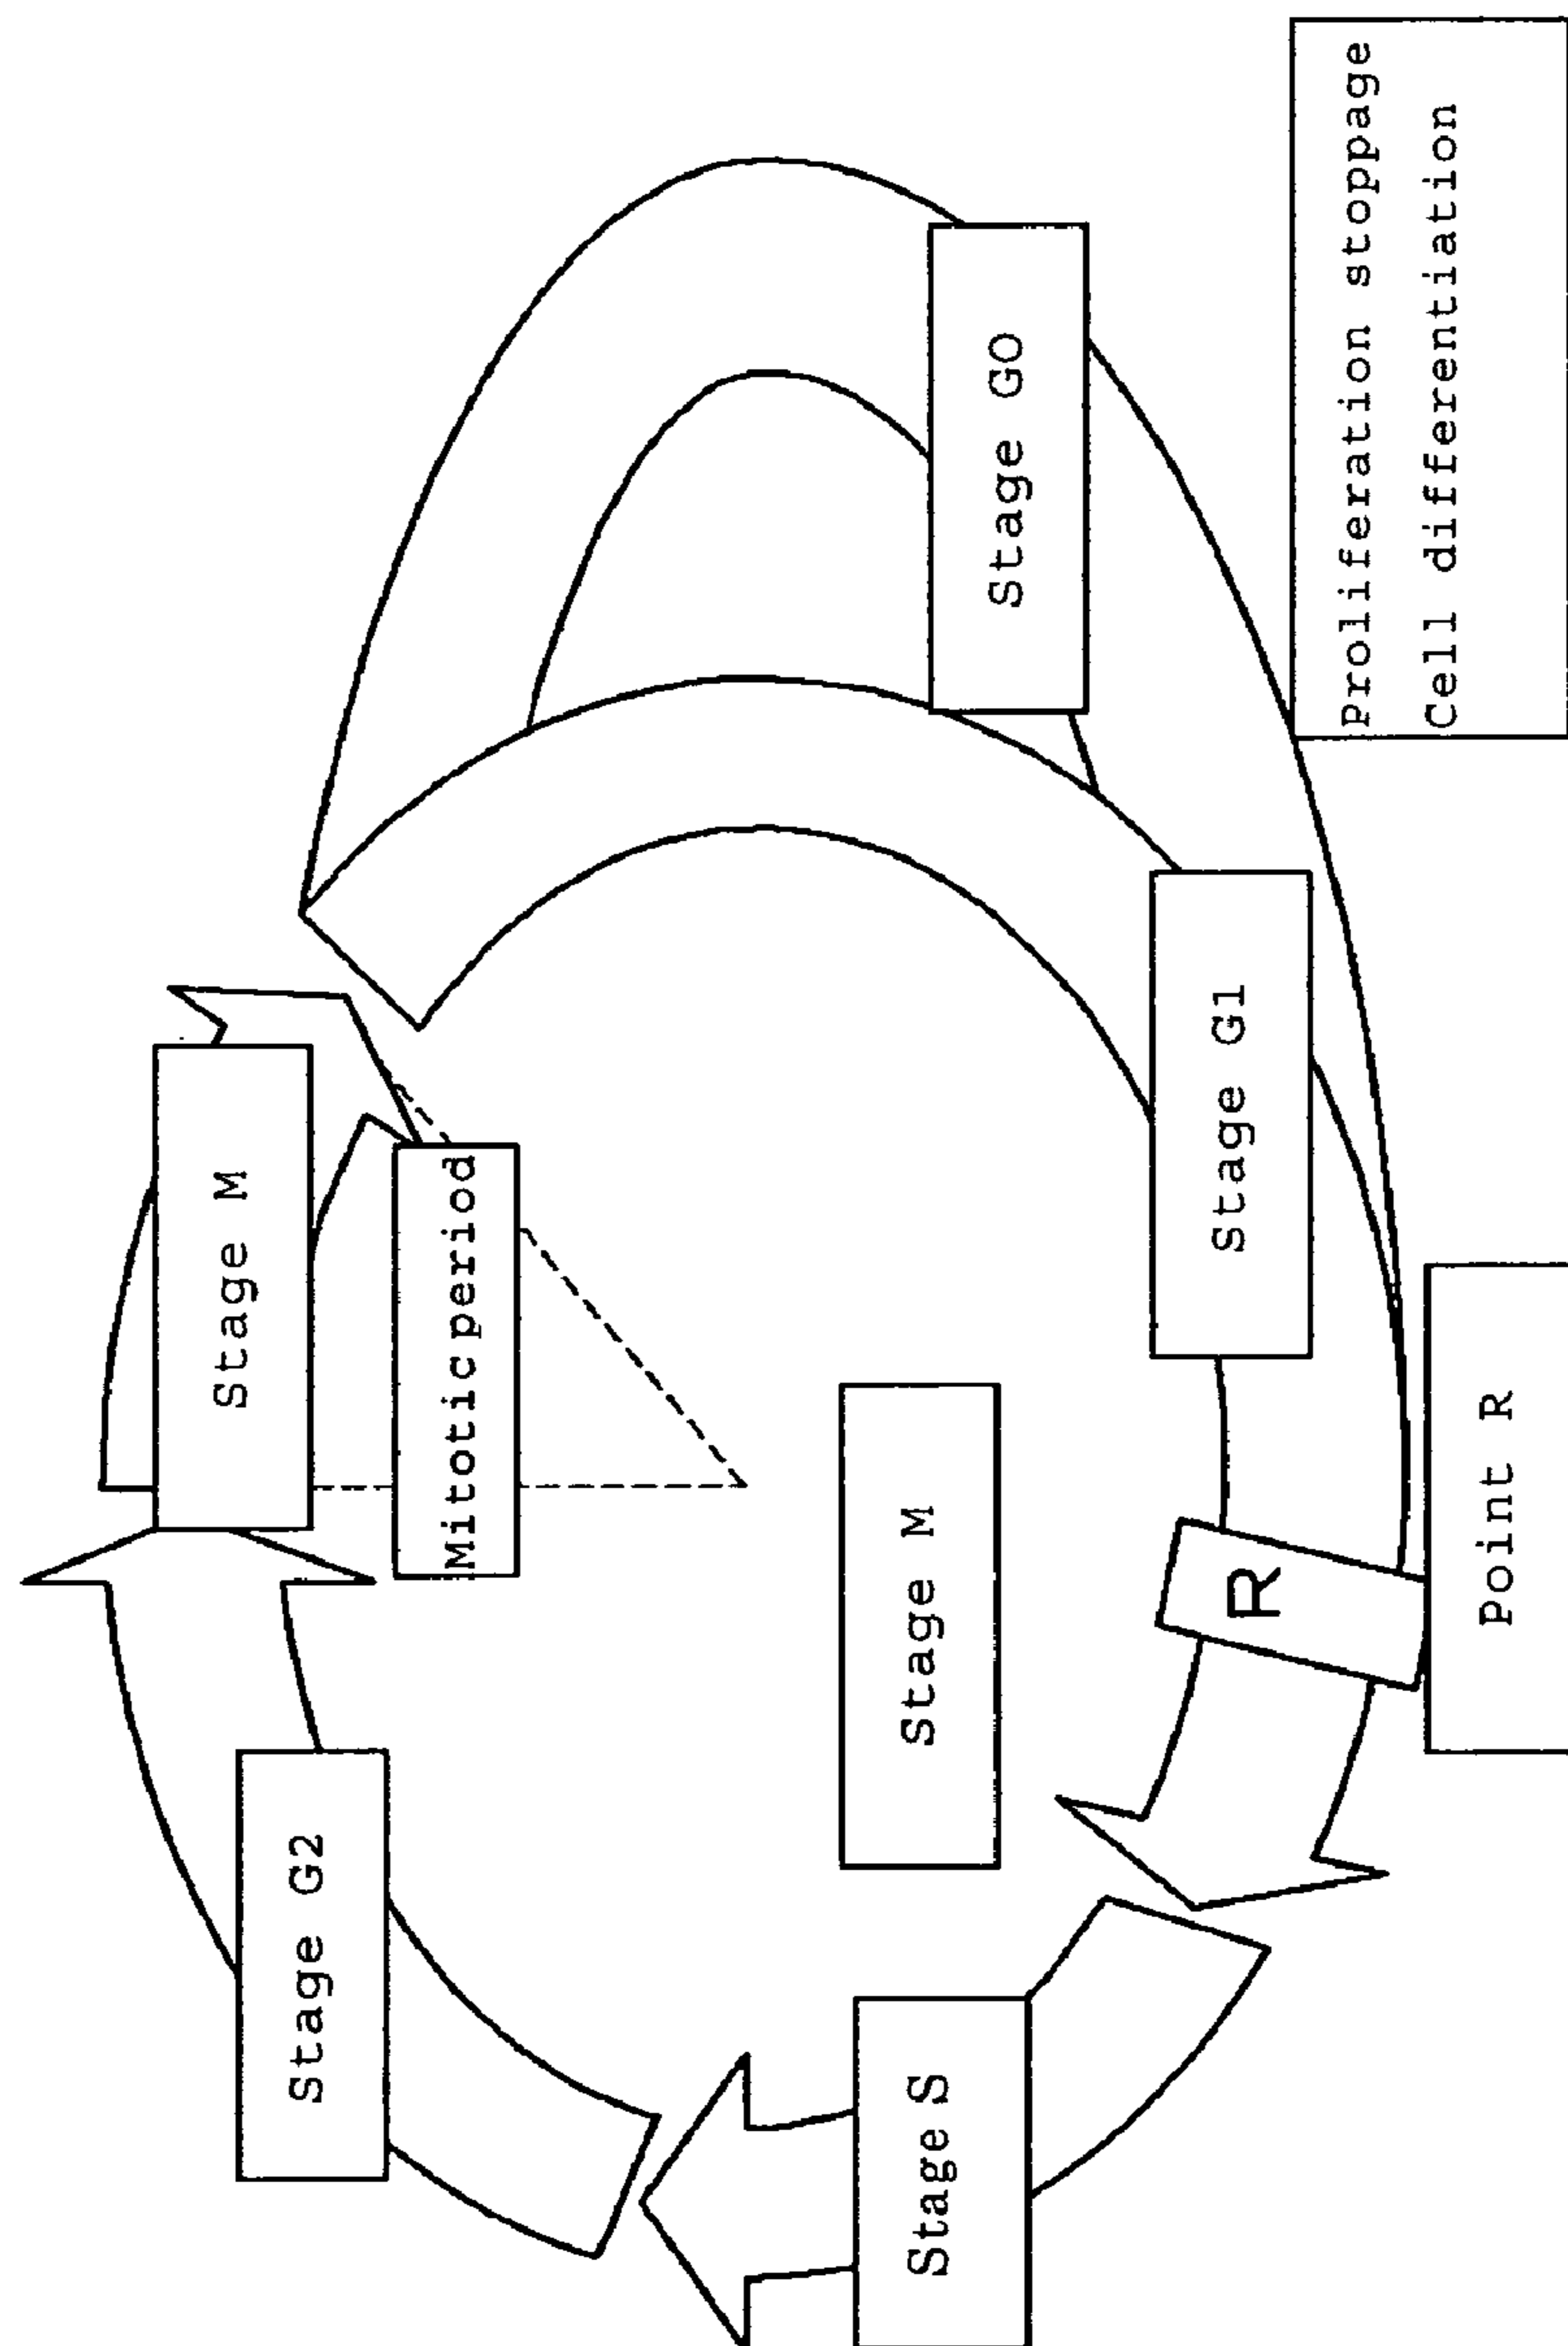 Stage G2
Stage M
Mitotic period
Stage S
Stage M
Stage G0
Stage G1
R
Point R
Proliferation stoppage
Cell differentiation